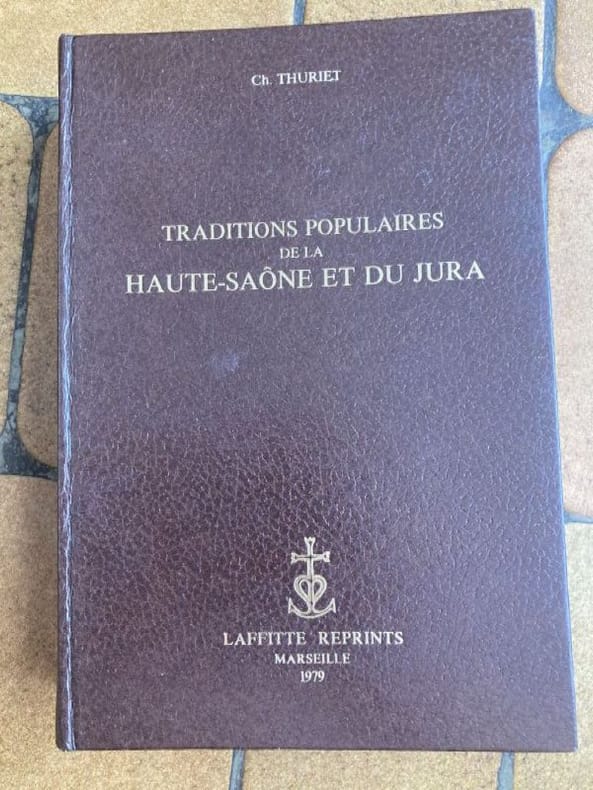 Ch. THURIET
TRADITIONS POPULAIRES
DE LA
HAUTE-SAÔNE ET DU JURA
LAFFITTE REPRINTS
MARSEILLE
1979